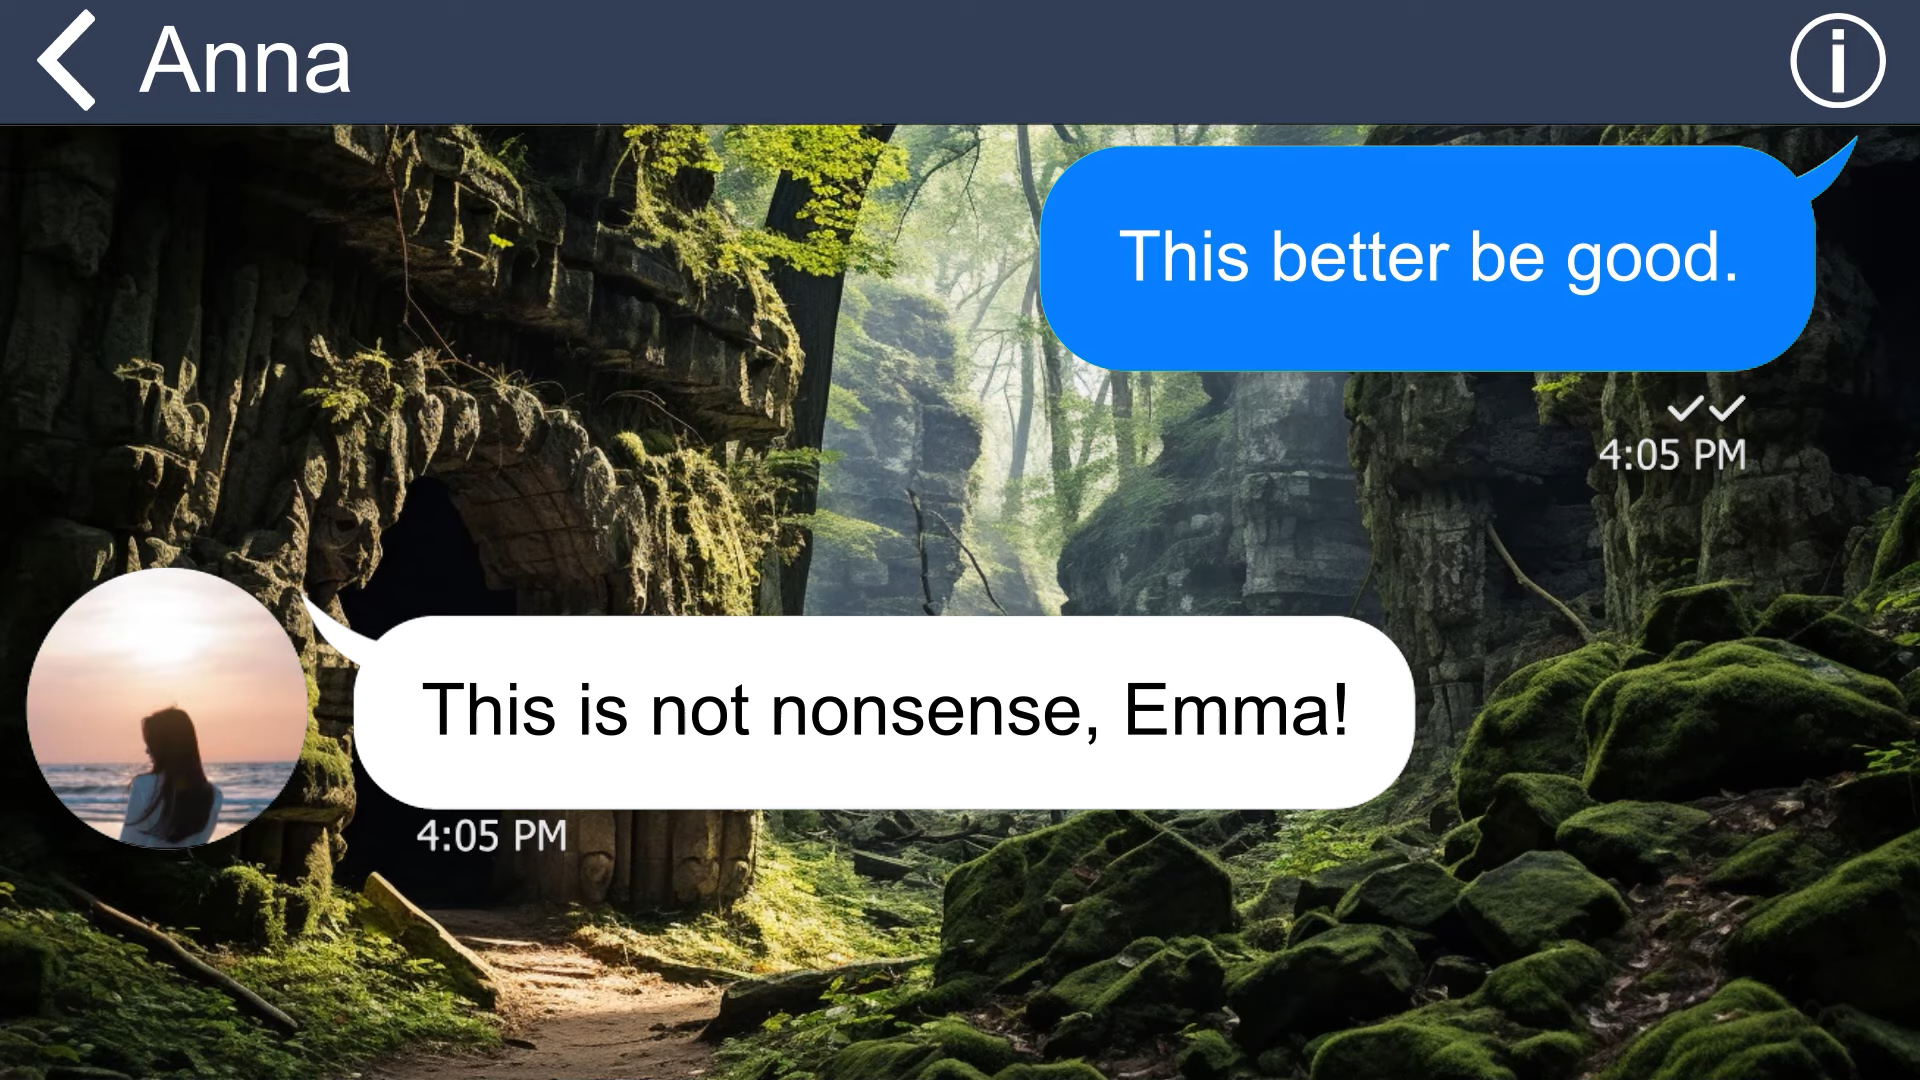 Anna
This better be good.
4:05 PM
This is not nonsense, Emma!
4:05 PM